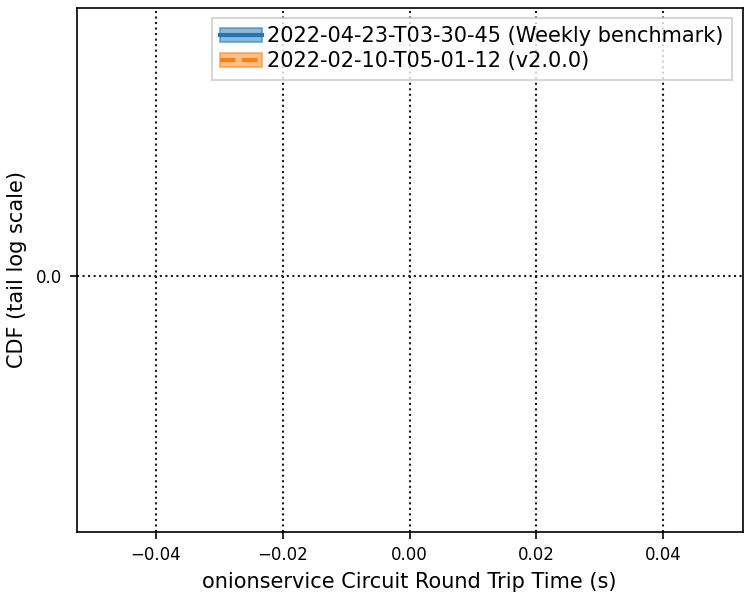 2022-04-23-T03-30-45 (Weekly benchmark)
2022-02-10-T05-01-12 (v2.0.0)
CDF (tail log scale)
0.0
−0.04
−0.02
0.00
0.02
0.04
onionservice Circuit Round Trip Time (s)